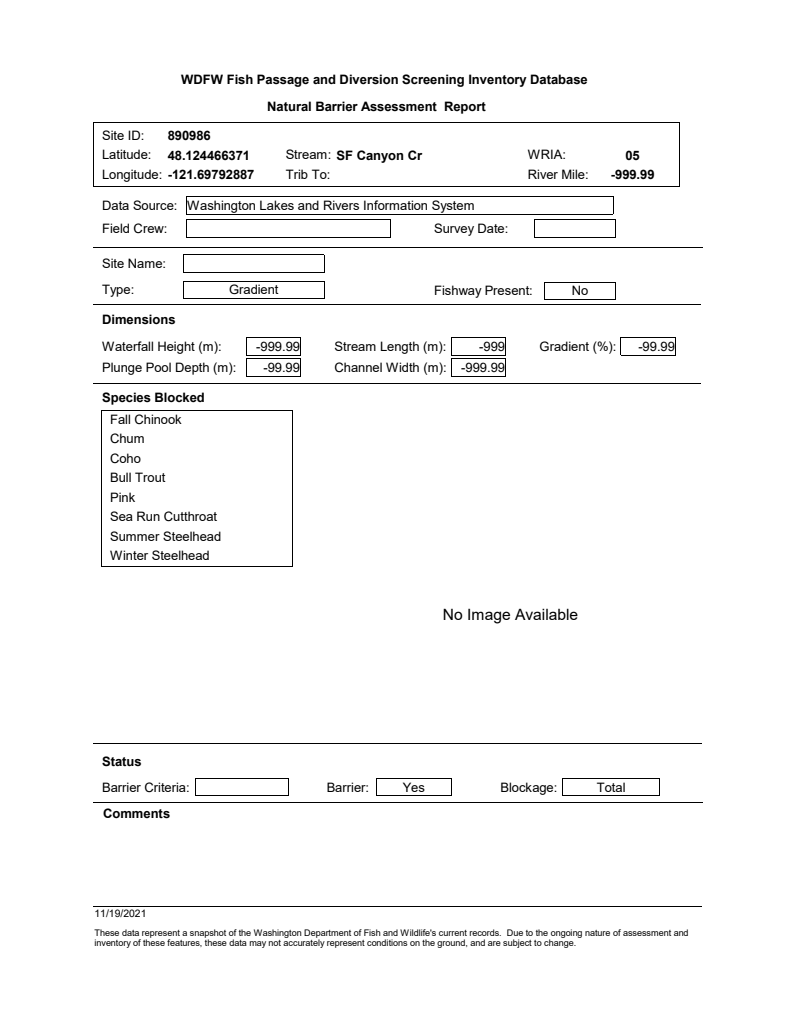 WDFW Fish Passage and Diversion Screening Inventory Database
Natural Barrier Assessment Report
Site ID: 890986
Latitude: 48.124466371 Stream: SF Canyon Cr WRIA: 05
Longitude: -121.69792887 Trib To: River Mile: -999.99
Data Source: Washington Lakes and Rivers Information System
Field Crew: Survey Date:
Site Name:
Type: Gradient Fishway Present: No
Dimensions
Waterfall Height (m): -999.99 Stream Length (m): -999 Gradient (%): -99.99
Plunge Pool Depth (m): -99.99 Channel Width (m): -999.99
Species Blocked
Fall Chinook
Chum
Coho
Bull Trout
Pink
Sea Run Cutthroat
Summer Steelhead
Winter Steelhead
No Image Available
Status
Barrier Criteria: Barrier: Yes Blockage: Total
Comments
11/19/2021
These data represent a snapshot of the Washington Department of Fish and Wildlife's current records. Due to the ongoing nature of assessment and
inventory of these features, these data may not accurately represent conditions on the ground, and are subject to change.